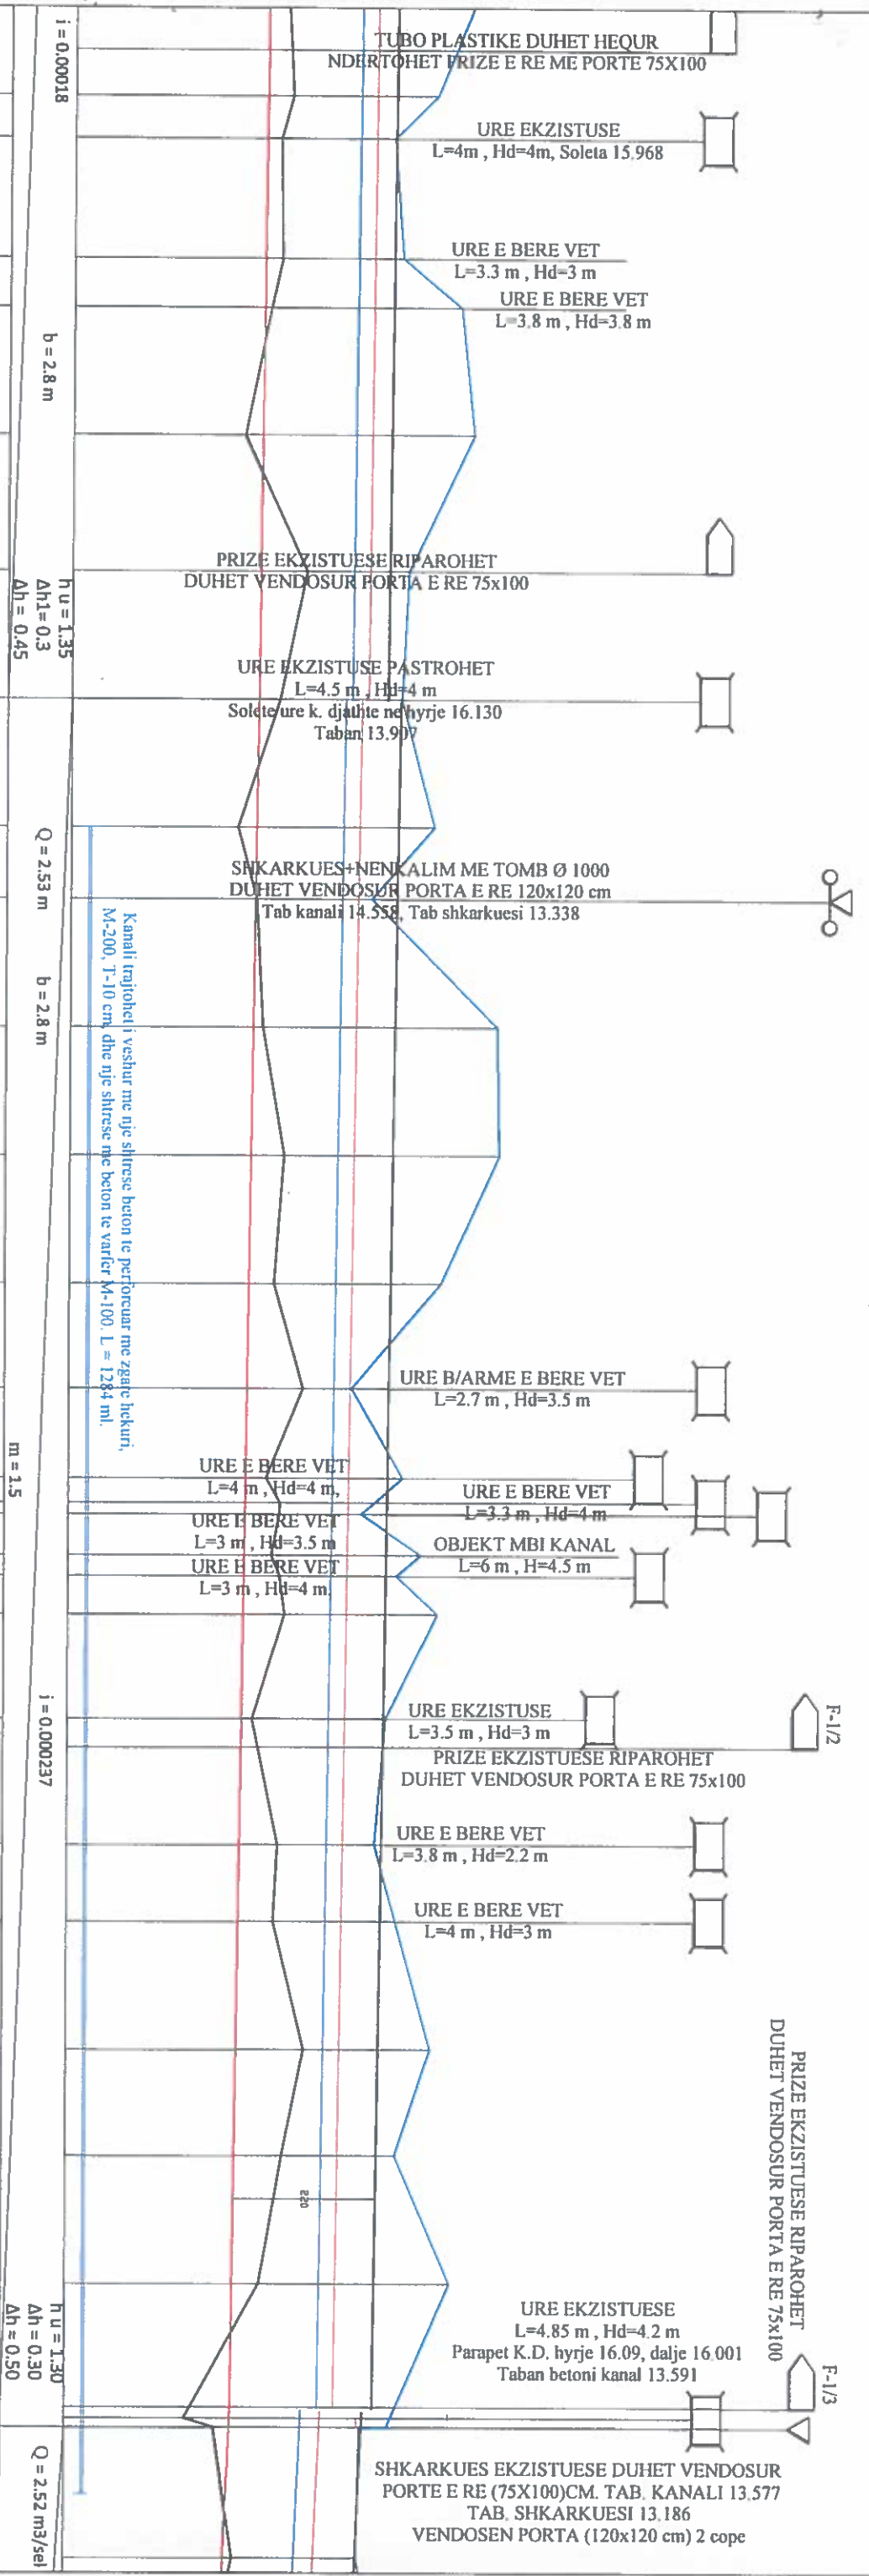 TUBO PLASTIKE DUHET HEQUR
NDERTOHET PRIZE E RE ME PORTE 75X100
i = 0.00018
URE EKZISTUSE
L=4m , Hd=4m, Soleta 15.968
URE E BERE VET
L=3.3 m , Hd=3 m
URE E BERE VET
L=3.8 m , Hd=3.8 m
b = 2.8 m
PRIZE EKZISTUESE RIPAROHET
DUHET VENDOSUR PORTA E RE 75x100
h u = 1.35
Δh1= 0.3
Δh = 0.45
URE EKZISTUSE PASTROHET
L=4.5 m , Hd=4 m
Solete ure k. djathte ne hyrje 16.130
Taban 13.907
Q = 2.53 m
b = 2.8 m
SHKARKUES+NENKALIM ME TOMB Ø 1000
DUHET VENDOSUR PORTA E RE 120x120 cm
Tab kanali 14.558, Tab shkarkuesi 13.338
Kanali trajtohet i veshur me nje shtrese beton te perforcuar me zgare hekuri,
M-200, T-10 cm, dhe nje shtrese me beton te varfer M-100. L = 1284 ml.
URE B/ARME E BERE VET
L=2.7 m , Hd=3.5 m
m = 1.5
URE E BERE VET
L=4 m , Hd=4 m,
URE E BERE VET
L=3.3 m , Hd=4 m
URE E BERE VET
L=3 m , Hd=3.5 m
OBJEKT MBI KANAL
L=6 m , H=4.5 m
URE E BERE VET
L=3 m , Hd=4 m.
i = 0.000237
F-1/2
URE EKZISTUSE
L=3.5 m , Hd=3 m
PRIZE EKZISTUESE RIPAROHET
DUHET VENDOSUR PORTA E RE 75x100
URE E BERE VET
L=3.8 m , Hd=2.2 m
URE E BERE VET
L=4 m , Hd=3 m
PRIZE EKZISTUESE RIPAROHET
DUHET VENDOSUR PORTA E RE 75x100
220
URE EKZISTUESE
L=4.85 m , Hd=4.2 m
Parapet K.D. hyrje 16.09, dalje 16.001
Taban betoni kanal 13.591
F-1/3
h u = 1.30
Δh = 0.30
Δh = 0.50
SHKARKUES EKZISTUESE DUHET VENDOSUR
PORTE E RE (75X100)CM. TAB. KANALI 13.577
TAB. SHKARKUESI 13.186
VENDOSEN PORTA (120x120 cm) 2 cope
Q = 2.52 m3/sel